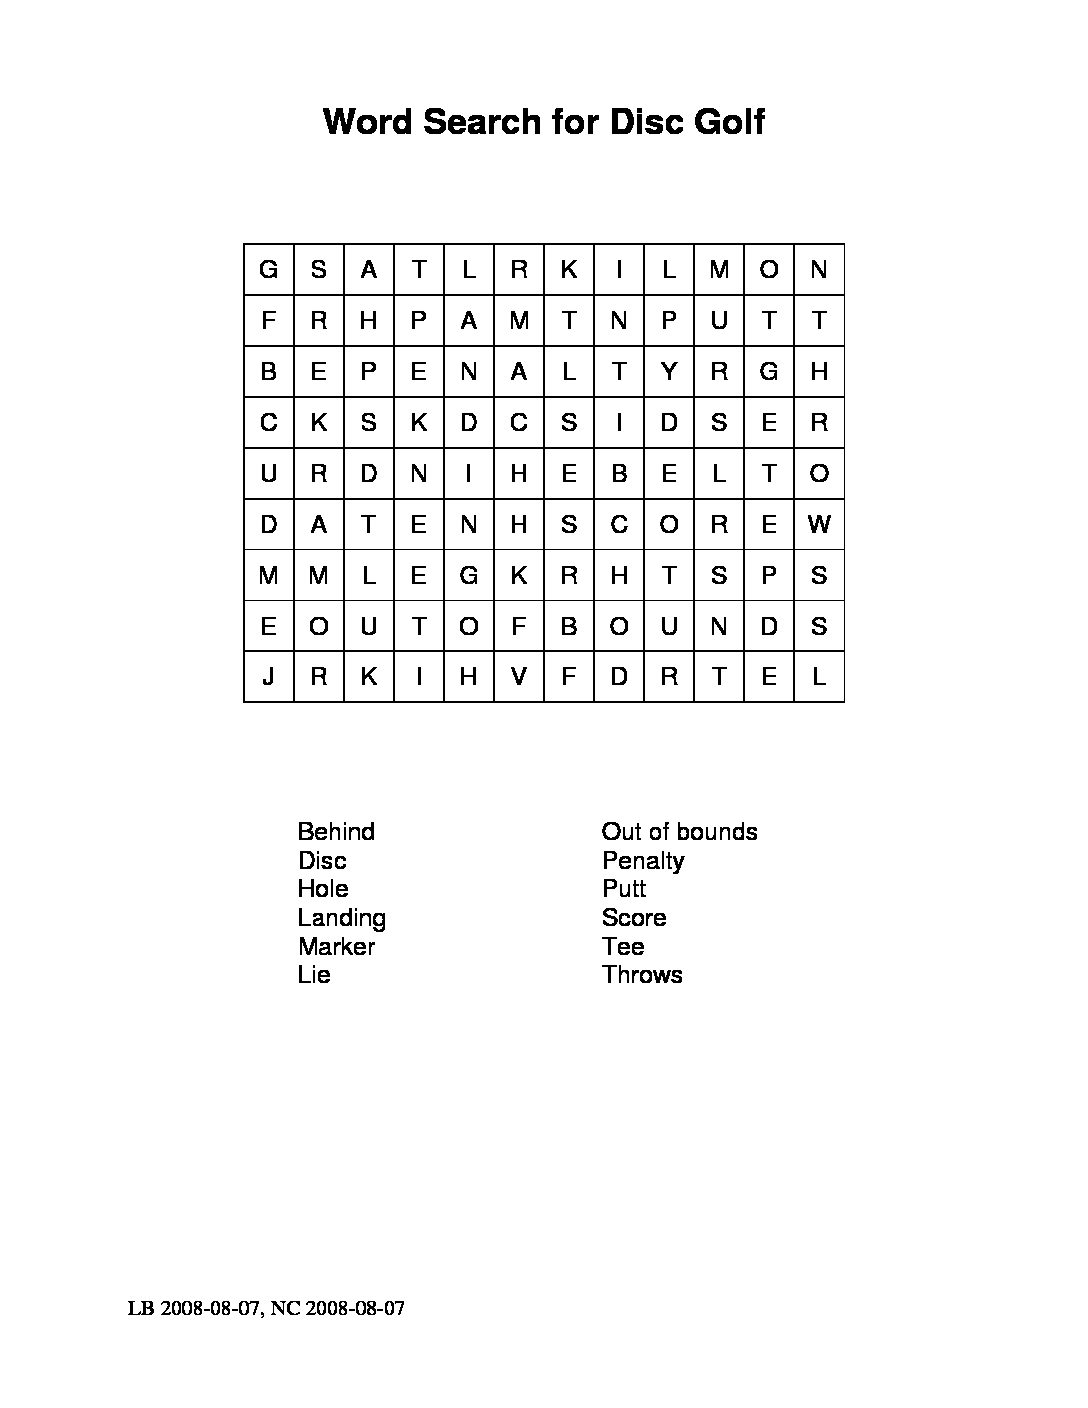 Word Search for Disc Golf
G S A T L R K I L M O N
F R H P A M T N P U T T
B E P E N A L T Y R G H
C K S K D C S I D S E R
U R D N I H E B E L T O
D A T E N H S C O R E W
M M L E G K R H T S P S
E O U T O F B O U N D S
J R K I H V F D R T E L
Behind Out of bounds
Disc Penalty
Hole Putt
Landing Score
Marker Tee
Lie Throws
LB 2008-08-07, NC 2008-08-07